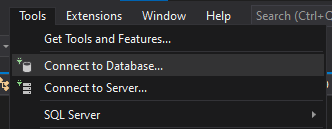 Tools Extensions Window Help Search (Ctrl+
Get Tools and Features...
Connect to Database...
Connect to Server...
SQL Server